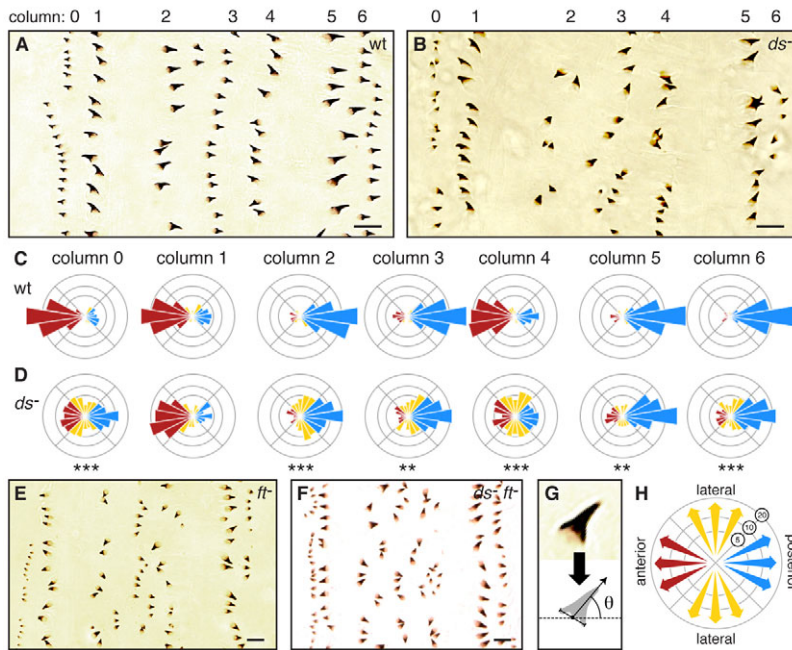 column: 0 1 2 3 4 5 6 0 1 2 3 4 5 6
A wt B ds-
C column 0 column 1 column 2 column 3 column 4 column 5 column 6
wt
D
ds-
*** *** ** *** ** ***
E ft- F ds- ft- G H
lateral
20
10
5
anterior
posterior
θ
lateral